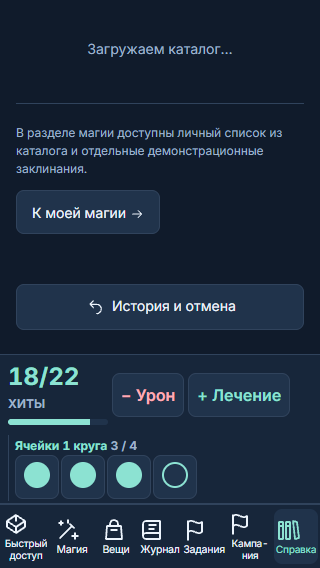 Загружаем каталог...
В разделе магии доступны личный список из
каталога и отдельные демонстрационные
заклинания.
К моей магии →
История и отмена
18/22
ХИТЫ
− Урон
+ Лечение
Ячейки 1 круга 3 / 4
Быстрый
доступ
Магия
Вещи
Журнал
Задания
Кампа-
ния
Справка